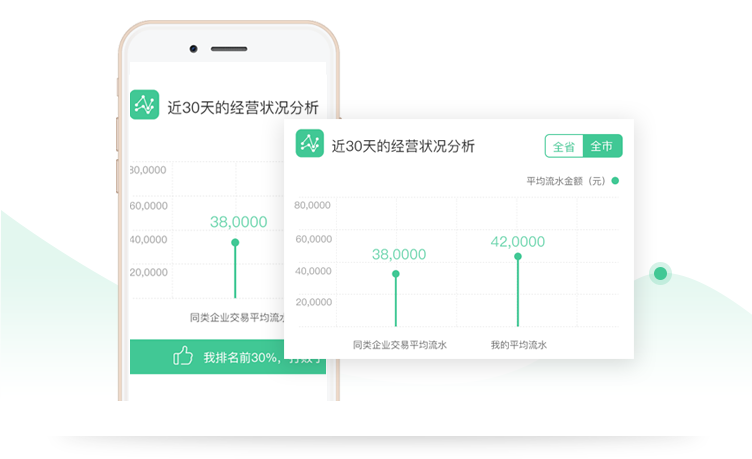 近30天的经营状况分析
80,0000
60,0000
40,0000
20,0000
38,0000
同类企业交易平均流水
我排名前30%，
近30天的经营状况分析
全省
全市
平均流水金额（元）
80,0000
60,0000
40,0000
20,0000
38,0000
42,0000
同类企业交易平均流水
我的平均流水